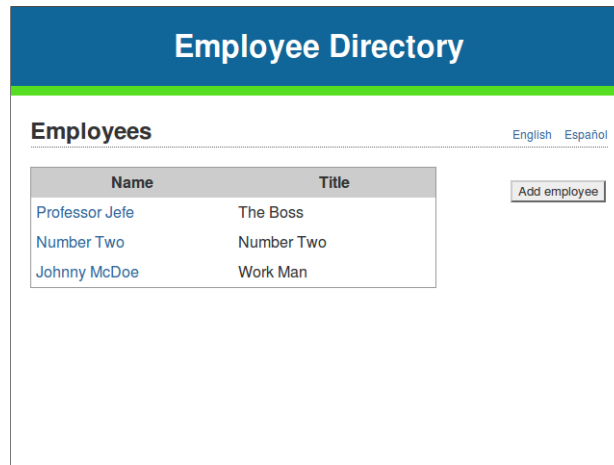 Employee Directory
Employees
English Español
Name Title
Add employee
Professor Jefe The Boss
Number Two Number Two
Johnny McDoe Work Man